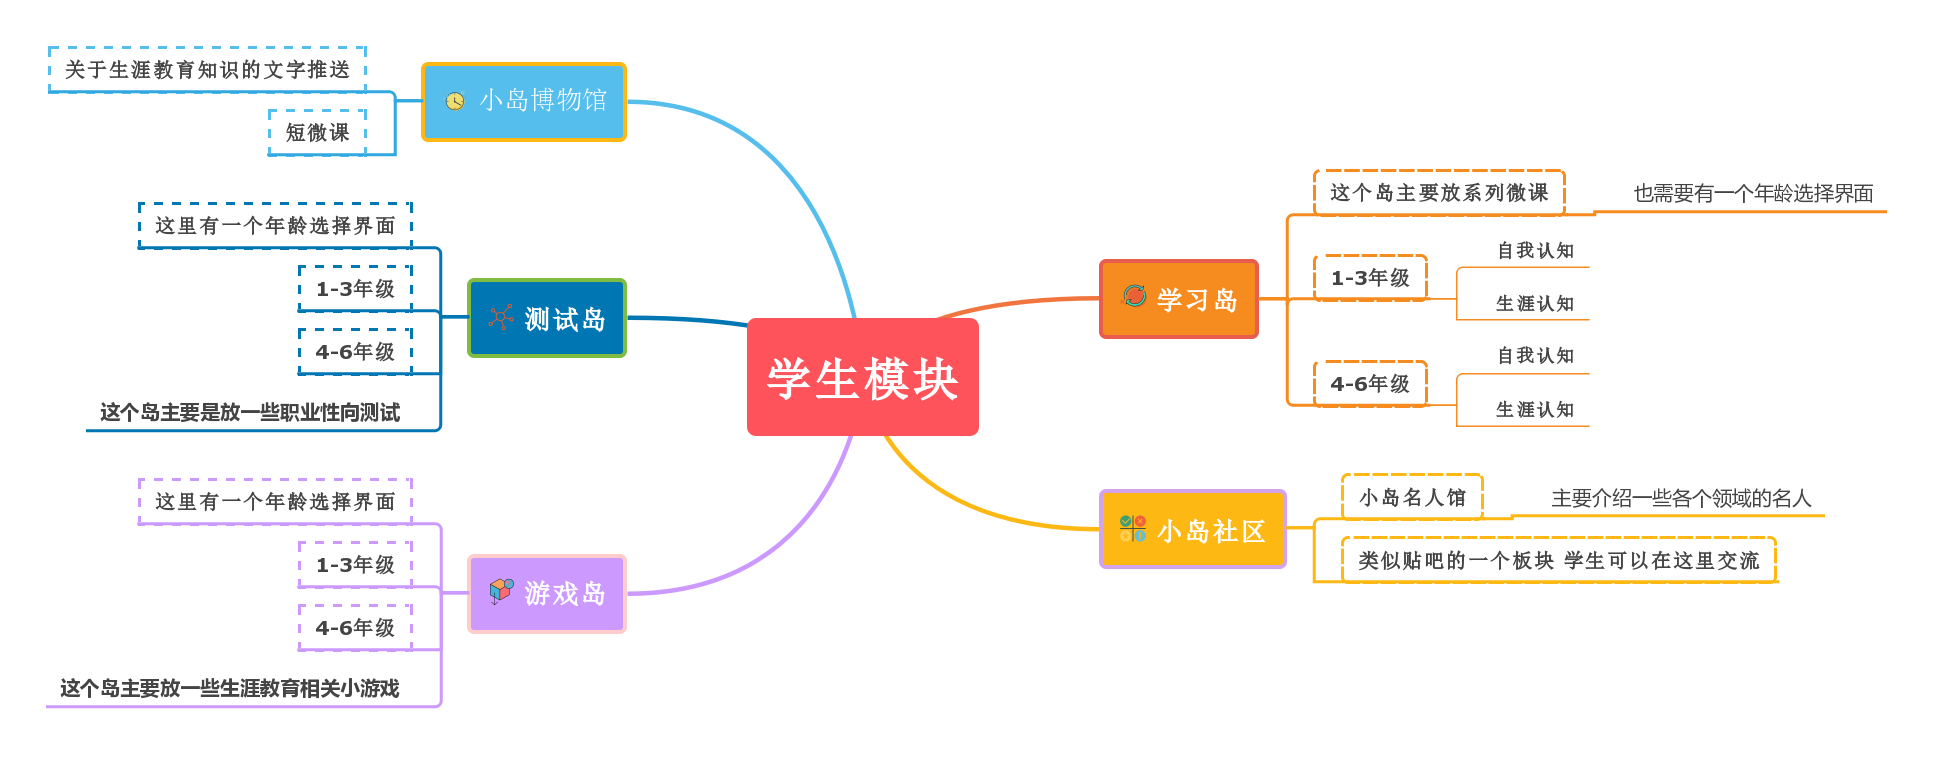 学生模块
小岛博物馆
关于生涯教育知识的文字推送
短微课
测试岛
这里有一个年龄选择界面
1-3年级
4-6年级
这个岛主要是放一些职业性向测试
游戏岛
这里有一个年龄选择界面
1-3年级
4-6年级
这个岛主要放一些生涯教育相关小游戏
学习岛
这个岛主要放系列微课
也需要有一个年龄选择界面
1-3年级
自我认知
生涯认知
4-6年级
自我认知
生涯认知
小岛社区
小岛名人馆
主要介绍一些各个领域的名人
类似贴吧的一个板块 学生可以在这里交流